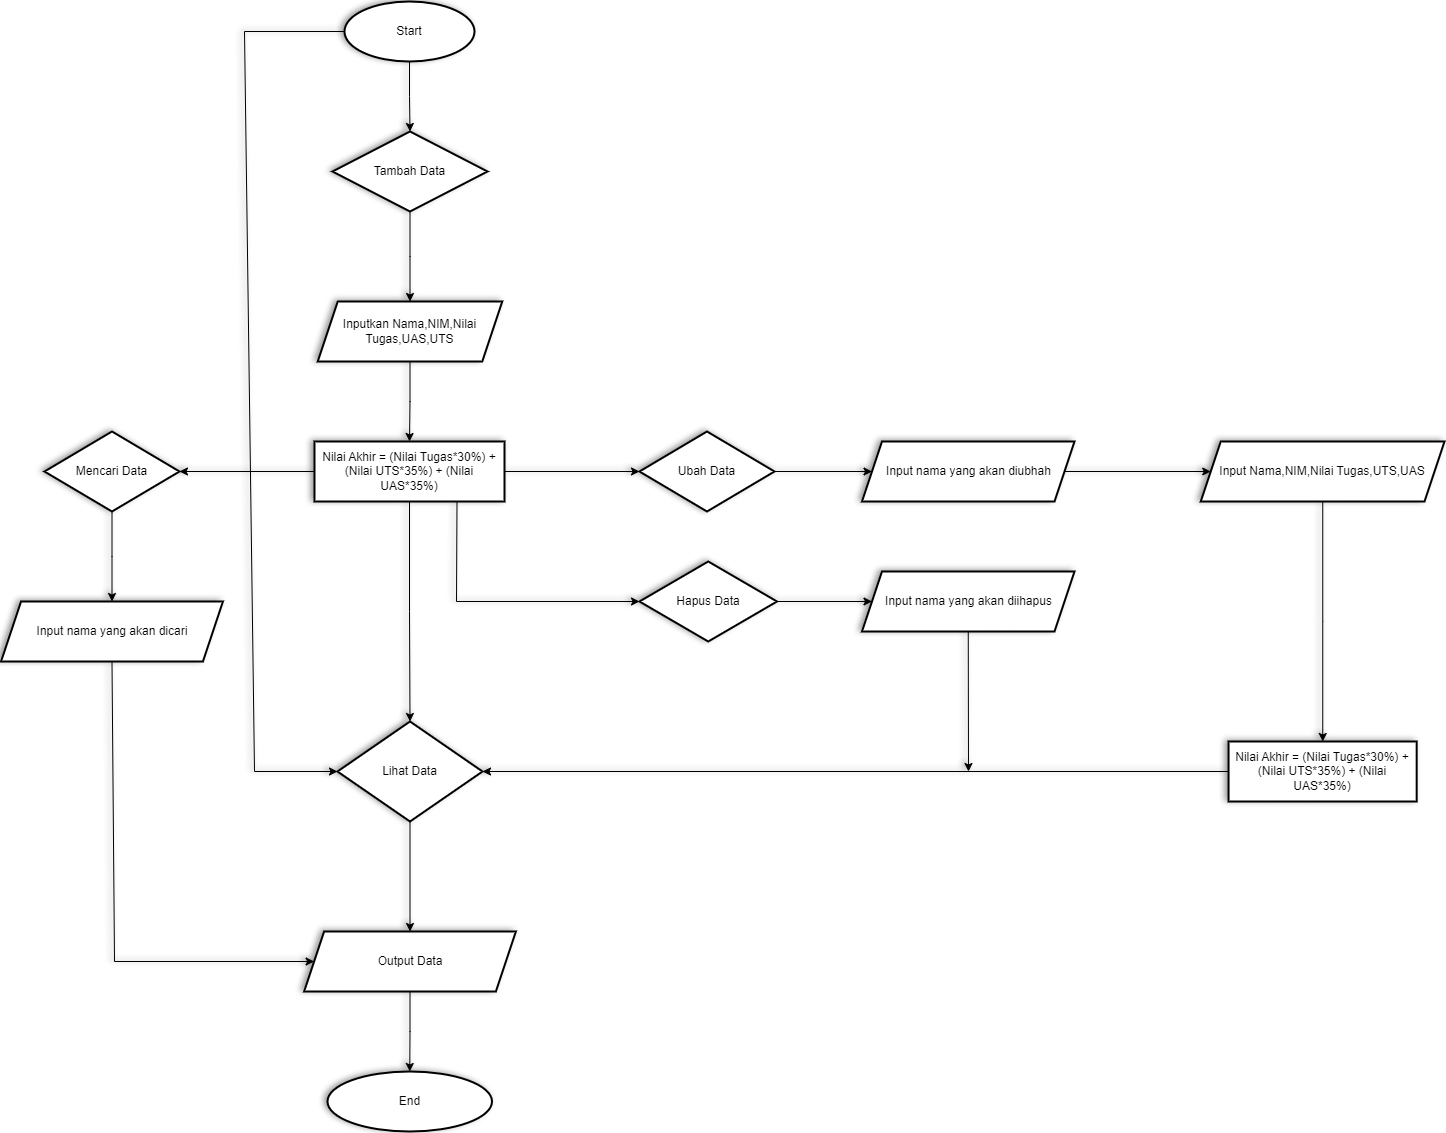 Start
Tambah Data
Inputkan Nama,NIM,Nilai
Tugas,UAS,UTS
Mencari Data
Nilai Akhir = (Nilai Tugas*30%) +
(Nilai UTS*35%) + (Nilai
UAS*35%)
Ubah Data
Input nama yang akan diubhah
Input Nama,NIM,Nilai Tugas,UTS,UAS
Hapus Data
Input nama yang akan diihapus
Input nama yang akan dicari
Lihat Data
Nilai Akhir = (Nilai Tugas*30%) +
(Nilai UTS*35%) + (Nilai
UAS*35%)
Output Data
End